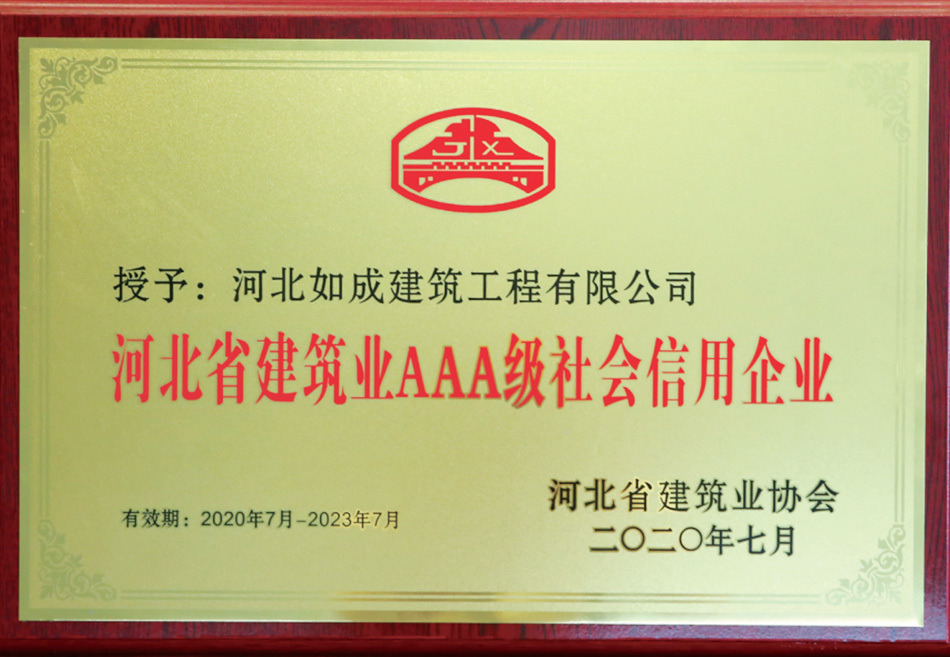 JX
授予：河北如成建筑工程有限公司
河北省建筑业AAA级社会信用企业
河北省建筑业协会
有效期：2020年7月-2023年7月
二〇二〇年七月